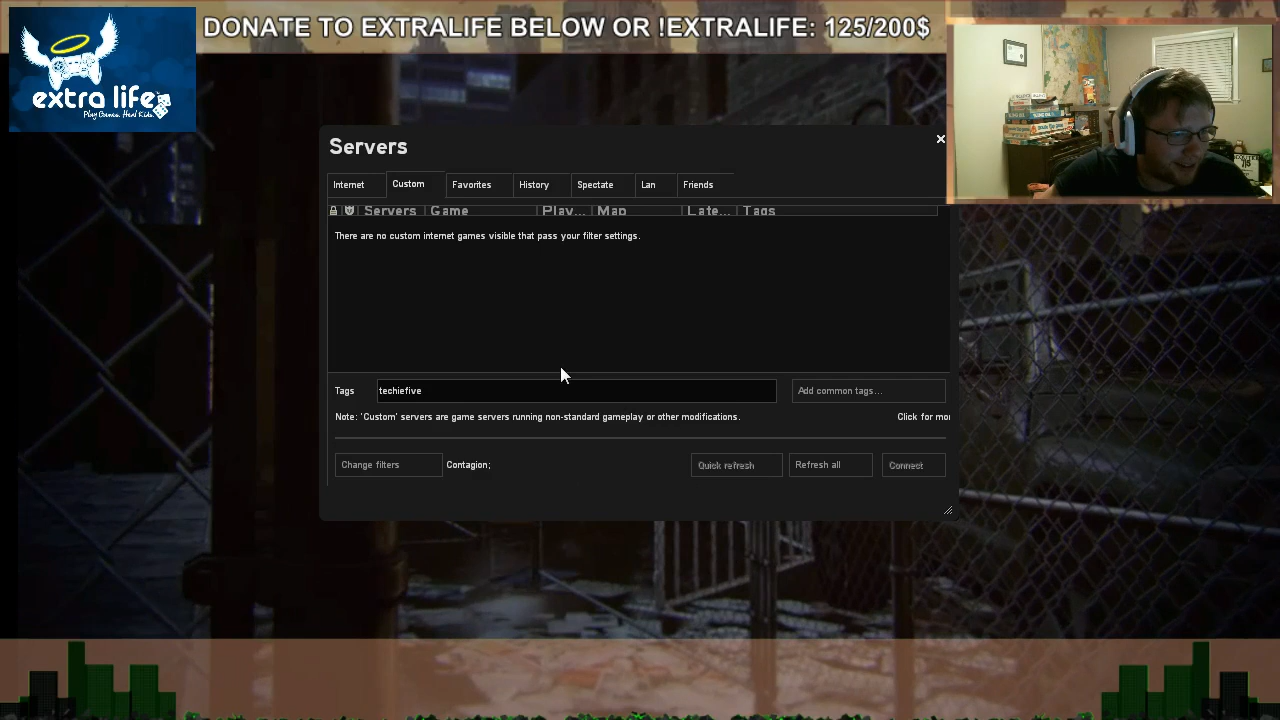 DONATE TO EXTRALIFE BELOW OR !EXTRALIFE: 125/200$
extra life
Play Games. Heal Kids.
Servers
Internet Custom Favorites History Spectate Lan Friends
Servers Game Play... Map Late... Tags
There are no custom internet games visible that pass your filter settings.
Tags techiefive Add common tags...
Note: 'Custom' servers are game servers running non-standard gameplay or other modifications. Click for mor
Change filters Contagion; Quick refresh Refresh all Connect